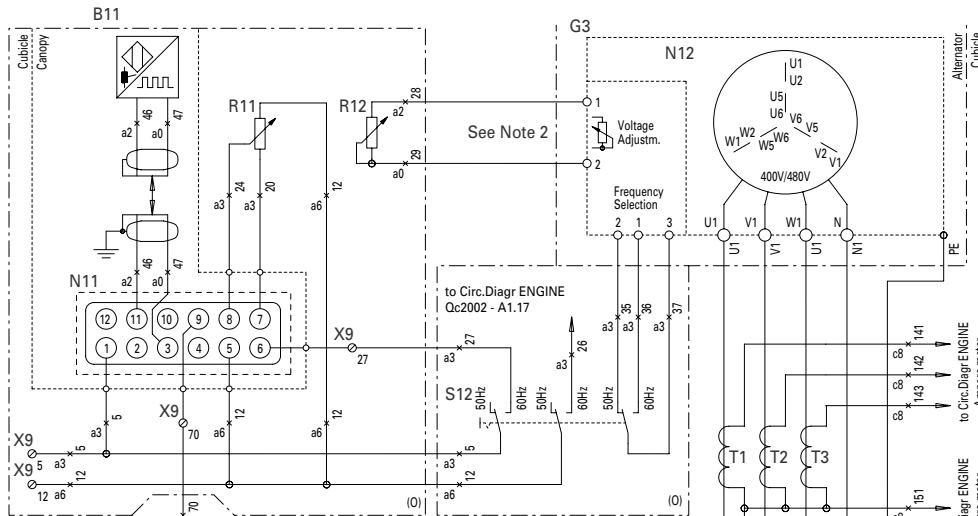 B11
Cubicle
Canopy
46
47
a2
a0
46
47
a2
a0
N11
12
11
10
9
8
7
1
2
3
4
5
6
R11
24
20
12
a3
a3
a6
R12
28
a2
29
a0
See Note 2
G3
N12
1
2
Voltage
Adjustm.
Frequency
Selection
2
1
3
U1
U2
U5
U6
V6
V5
V2
V1
W1
W2
W5
W6
400V/480V
U1
V1
W1
N
U1
V1
U1
N1
PE
Alternator
Cubicle
to Circ.Diagr ENGINE
Qc2002 - A1.17
35
36
37
a3
a3
a3
X9
27
27
a3
26
a3
S12
50Hz
60Hz
50Hz
60Hz
50Hz
60Hz
5
a3
X9
70
12
a6
12
a6
X9
5
5
a3
5
a3
X9
12
12
a6
12
a6
70
(O)
(O)
141
c8
142
c8
143
c8
to Circ.Diagr ENGINE
T1
T2
T3
151